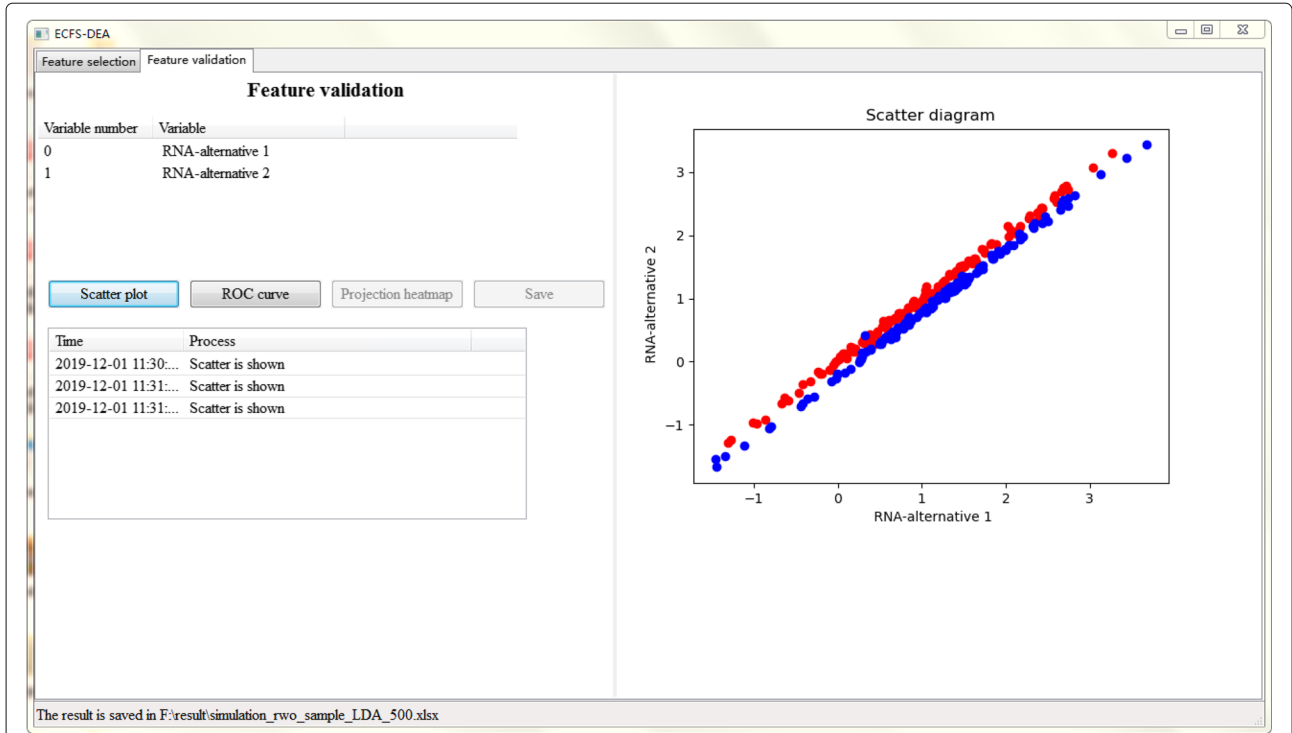 ECFS-DEA
Feature selection Feature validation
Feature validation
Variable number Variable
0 RNA-alternative 1
1 RNA-alternative 2
Scatter plot ROC curve Projection heatmap Save
Time Process
2019-12-01 11:30:... Scatter is shown
2019-12-01 11:31:... Scatter is shown
2019-12-01 11:31:... Scatter is shown
Scatter diagram
RNA-alternative 2
3
2
1
0
−1
−1 0 1 2 3
RNA-alternative 1
The result is saved in F:\result\simulation_rwo_sample_LDA_500.xlsx